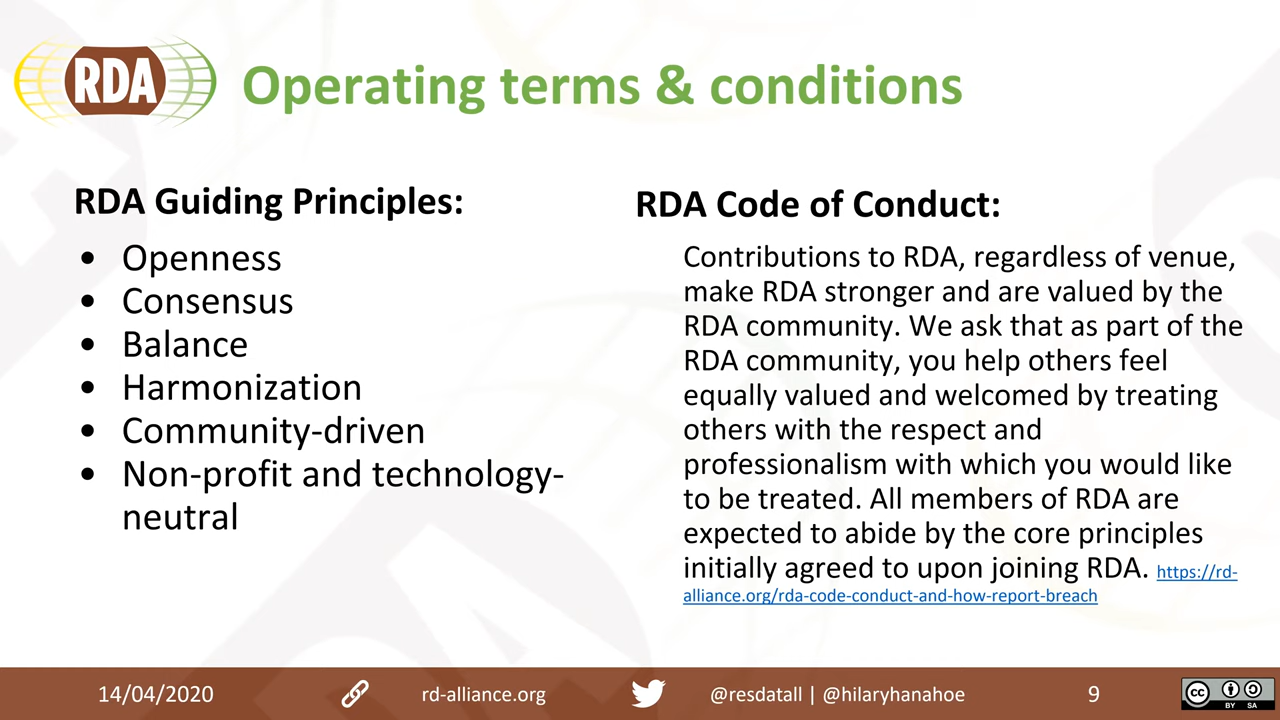 RDA
Operating terms & conditions
RDA Guiding Principles:
• Openness
• Consensus
• Balance
• Harmonization
• Community-driven
• Non-profit and technology-
neutral
RDA Code of Conduct:
Contributions to RDA, regardless of venue,
make RDA stronger and are valued by the
RDA community. We ask that as part of the
RDA community, you help others feel
equally valued and welcomed by treating
others with the respect and
professionalism with which you would like
to be treated. All members of RDA are
expected to abide by the core principles
initially agreed to upon joining RDA. https://rd-
alliance.org/rda-code-conduct-and-how-report-breach
14/04/2020 rd-alliance.org @resdatall | @hilaryhanahoe 9
cc BY SA